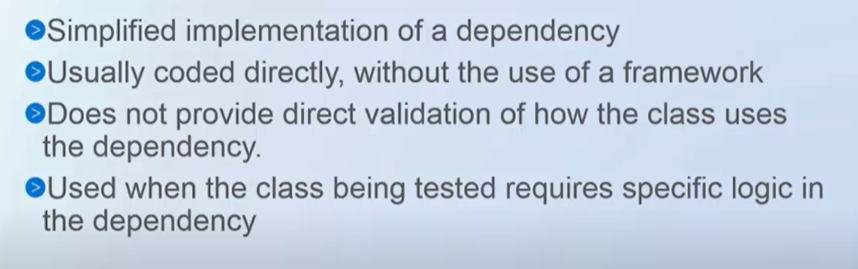 Simplified implementation of a dependency
Usually coded directly, without the use of a framework
Does not provide direct validation of how the class uses
the dependency.
Used when the class being tested requires specific logic in
the dependency